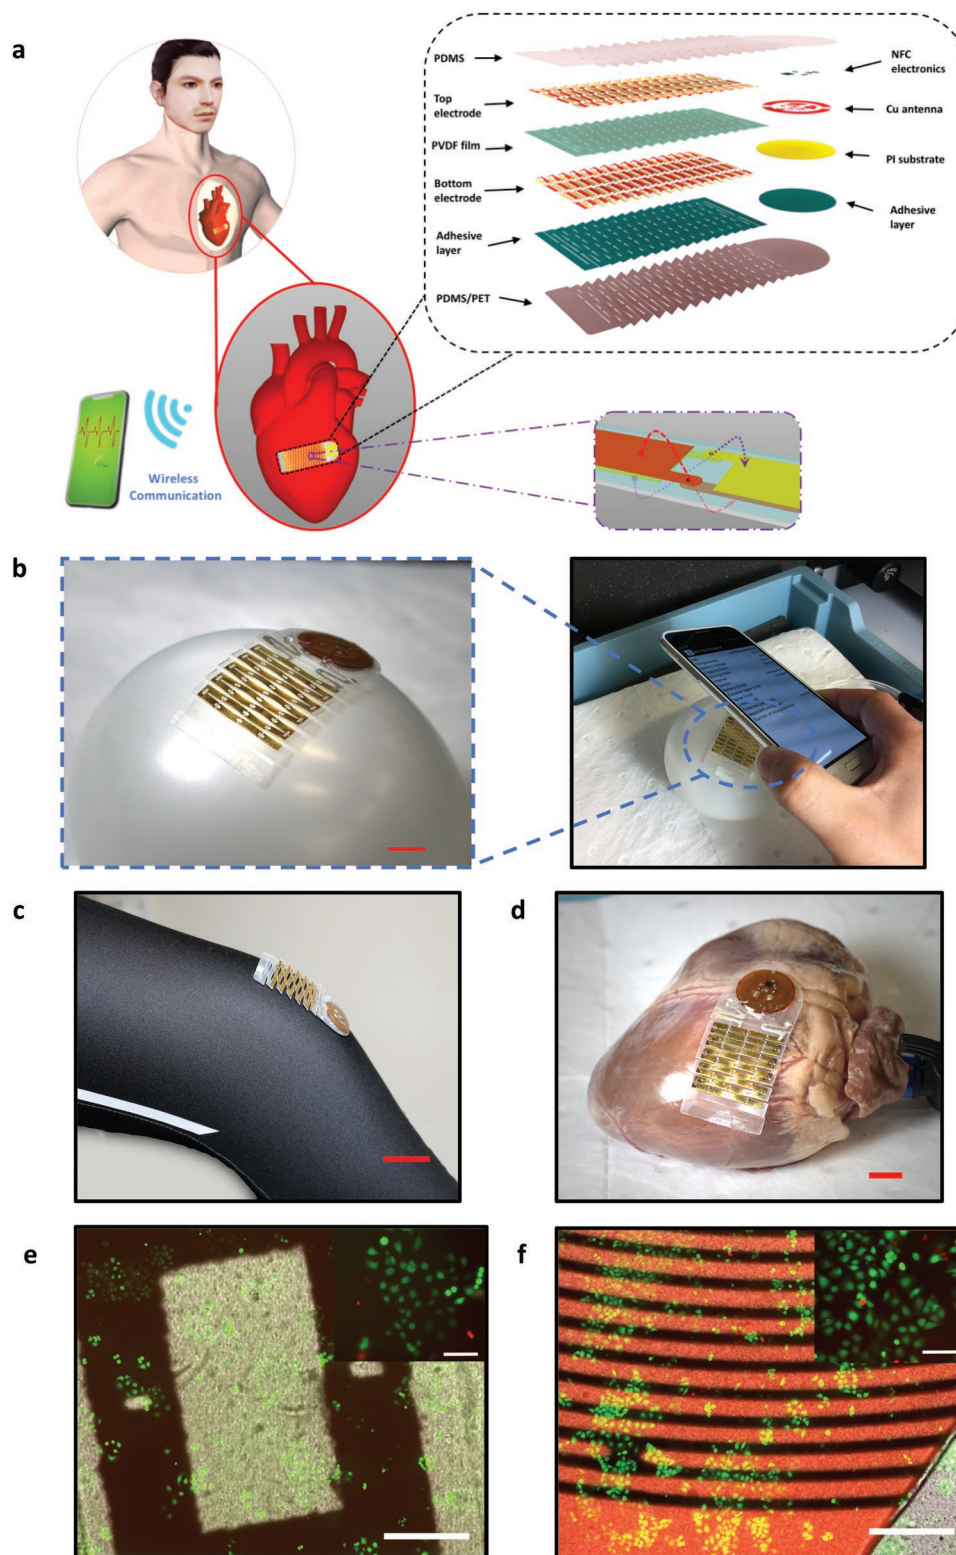 a
PDMS
Top
electrode
PVDF film
Bottom
electrode
Adhesive
layer
PDMS/PET
NFC
electronics
Cu antenna
PI substrate
Adhesive
layer
Wireless
Communication
b
c
d
e
f